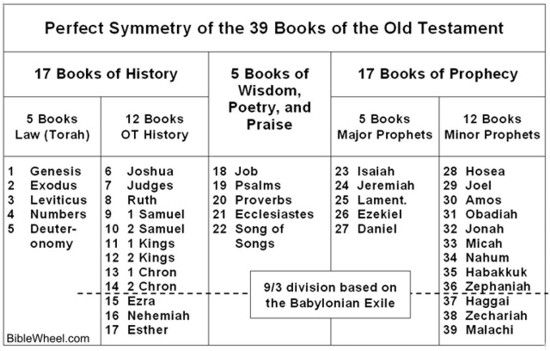 Perfect Symmetry of the 39 Books of the Old Testament
17 Books of History
5 Books of
Wisdom,
Poetry, and
Praise
17 Books of Prophecy
5 Books
Law (Torah)
12 Books
OT History
5 Books
Major Prophets
12 Books
Minor Prophets
1 Genesis
2 Exodus
3 Leviticus
4 Numbers
5 Deuter-
onomy
6 Joshua
7 Judges
8 Ruth
9 1 Samuel
10 2 Samuel
11 1 Kings
12 2 Kings
13 1 Chron
14 2 Chron
15 Ezra
16 Nehemiah
17 Esther
18 Job
19 Psalms
20 Proverbs
21 Ecclesiastes
22 Song of
Songs
23 Isaiah
24 Jeremiah
25 Lament.
26 Ezekiel
27 Daniel
28 Hosea
29 Joel
30 Amos
31 Obadiah
32 Jonah
33 Micah
34 Nahum
35 Habakkuk
36 Zephaniah
37 Haggai
38 Zechariah
39 Malachi
9/3 division based on
the Babylonian Exile
BibleWheel.com